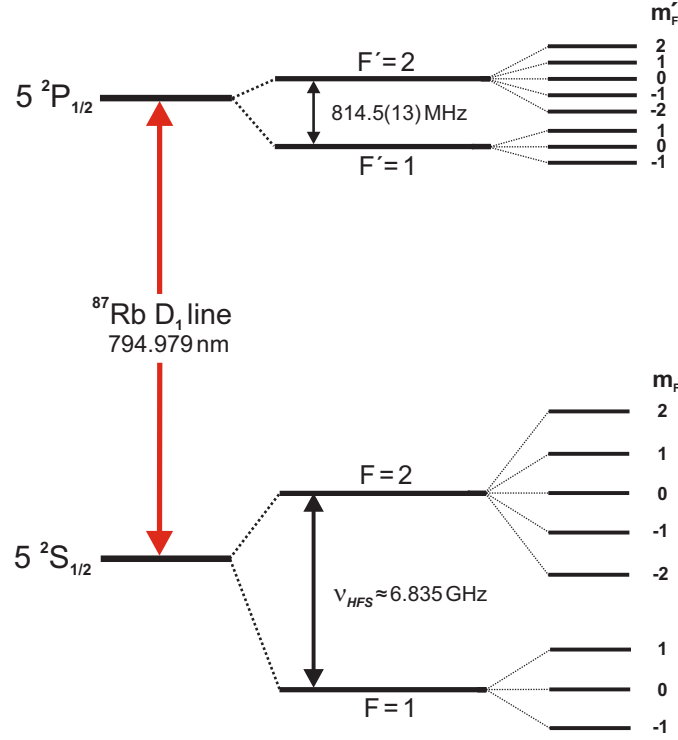 m′F
2
F´=2
1
5 ²P1/2
0
-1
814.5(13) MHz
-2
1
0
F´=1
-1
⁸⁷Rb D₁ line
794.979 nm
mF
2
F=2
1
0
-1
5 ²S1/2
-2
νHFS≈6.835 GHz
1
0
F=1
-1